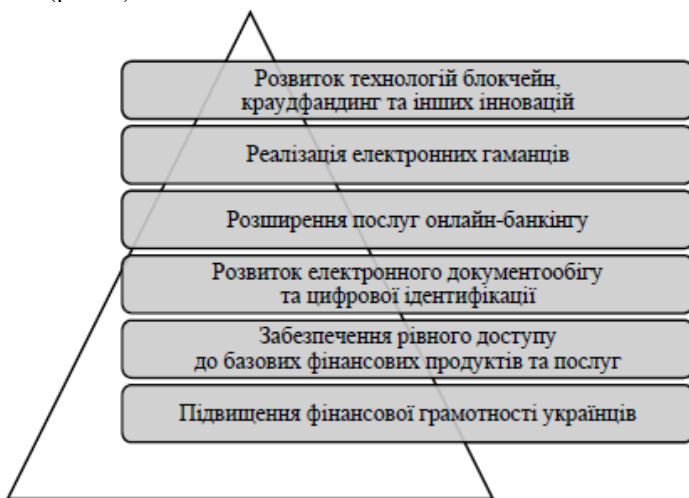 Розвиток технологій блокчейн,
краудфандинг та інших інновацій
Реалізація електронних гаманців
Розширення послуг онлайн-банкінгу
Розвиток електронного документообігу
та цифрової ідентифікації
Забезпечення рівного доступу
до базових фінансових продуктів та послуг
Підвищення фінансової грамотності українців